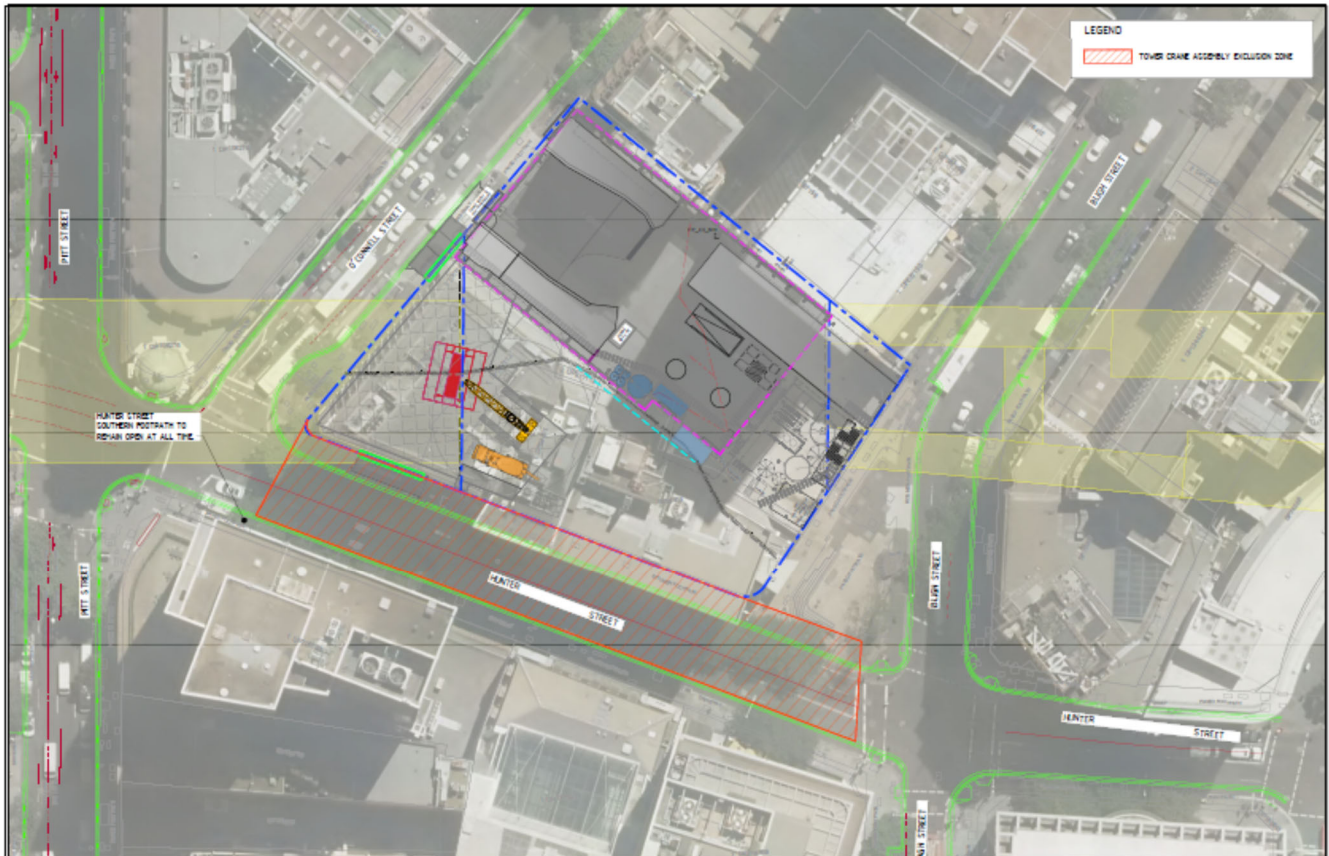 LEGEND
TOWER CRANE ASSEMBLY EXCLUSION ZONE
PITT STREET
O'CONNELL STREET
BLIGH STREET
HUNTER STREET
SOUTHERN FOOTPATH TO
REMAIN OPEN AT ALL TIME.
PITT STREET
HUNTER
STREET
BLIGH STREET
HUNTER
STREET